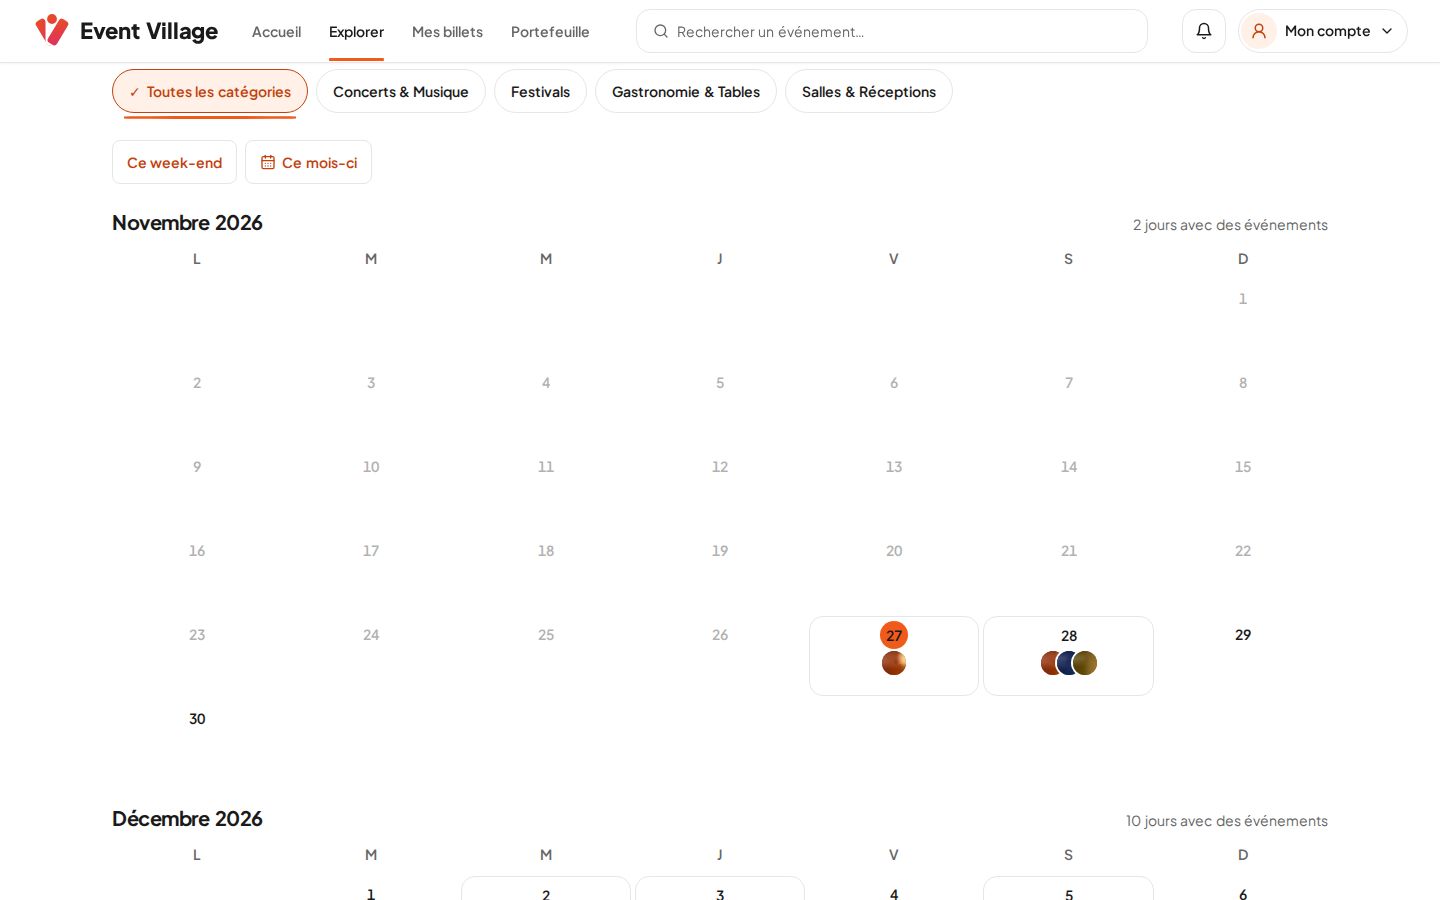 Event Village Accueil Explorer Mes billets Portefeuille Rechercher un événement... Mon compte
✓ Toutes les catégories Concerts & Musique Festivals Gastronomie & Tables Salles & Réceptions
Ce week-end Ce mois-ci
Novembre 2026 2 jours avec des événements
L M M J V S D
1
2 3 4 5 6 7 8
9 10 11 12 13 14 15
16 17 18 19 20 21 22
23 24 25 26 27 28 29
30
Décembre 2026 10 jours avec des événements
L M M J V S D
1 2 3 4 5 6